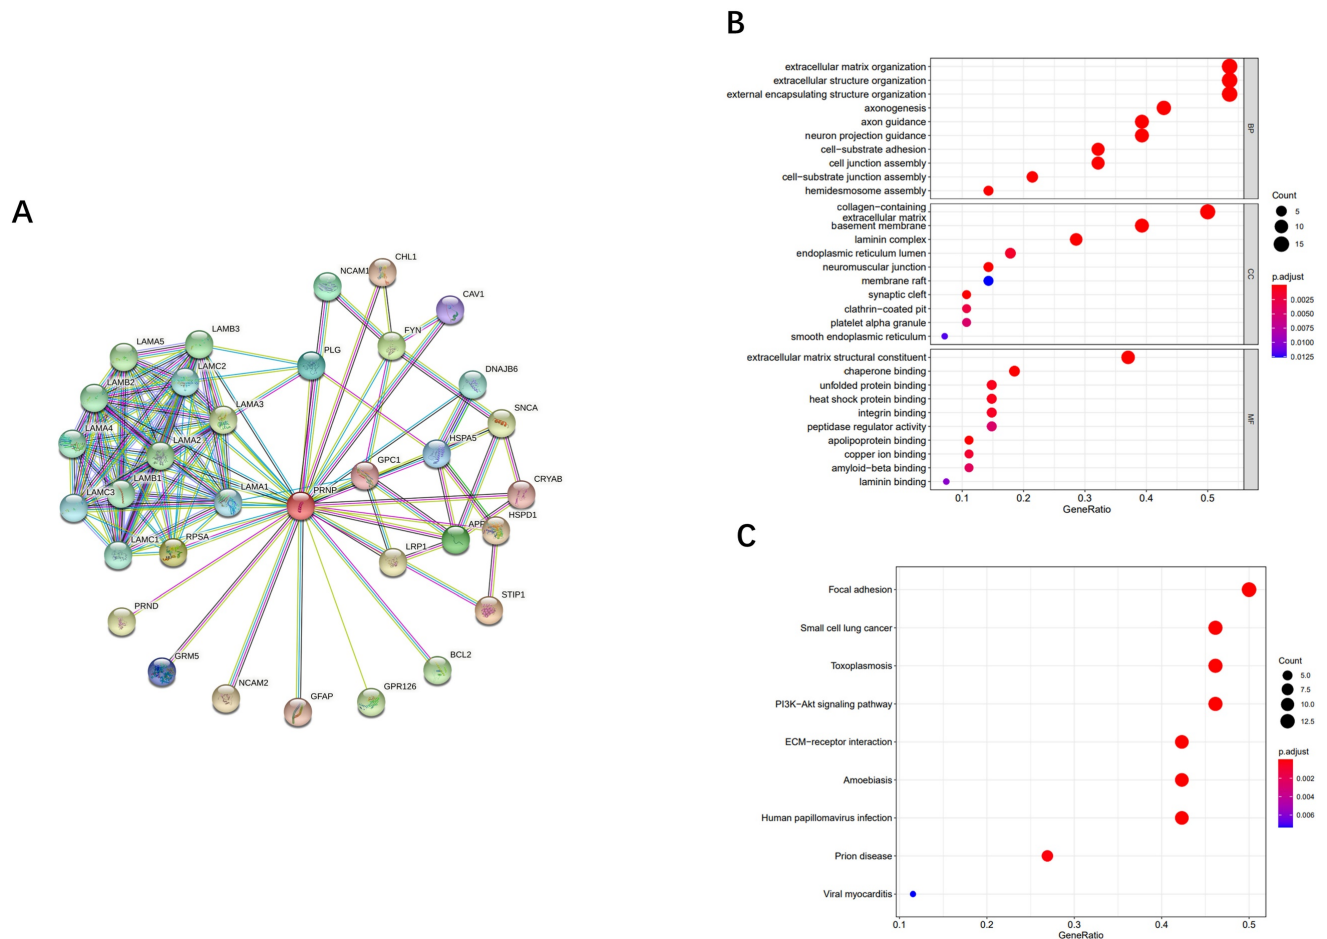 A
NCAM1
CHL1
CAV1
FYN
PLG
LAMB3
LAMA5
LAMC2
LAMB2
LAMA3
LAMA4
LAMA2
LAMB1
LAMC3
LAMA1
LAMC1
RPSA
DNAJB6
SNCA
HSPA5
GPC1
PRNP
CRYAB
HSPD1
APP
LRP1
STIP1
PRND
GRM5
NCAM2
GFAP
GPR126
BCL2
B
extracellular matrix organization
extracellular structure organization
external encapsulating structure organization
axonogenesis
axon guidance
neuron projection guidance
cell−substrate adhesion
cell junction assembly
cell−substrate junction assembly
hemidesmosome assembly
BP
collagen−containing
extracellular matrix
basement membrane
laminin complex
endoplasmic reticulum lumen
neuromuscular junction
membrane raft
synaptic cleft
clathrin−coated pit
platelet alpha granule
smooth endoplasmic reticulum
CC
extracellular matrix structural constituent
chaperone binding
unfolded protein binding
heat shock protein binding
integrin binding
peptidase regulator activity
apolipoprotein binding
copper ion binding
amyloid−beta binding
laminin binding
MF
0.1 0.2 0.3 0.4 0.5
GeneRatio
Count
5
10
15
p.adjust
0.0025
0.0050
0.0075
0.0100
0.0125
C
Focal adhesion
Small cell lung cancer
Toxoplasmosis
PI3K−Akt signaling pathway
ECM−receptor interaction
Amoebiasis
Human papillomavirus infection
Prion disease
Viral myocarditis
0.1 0.2 0.3 0.4 0.5
GeneRatio
Count
5.0
7.5
10.0
12.5
p.adjust
0.002
0.004
0.006